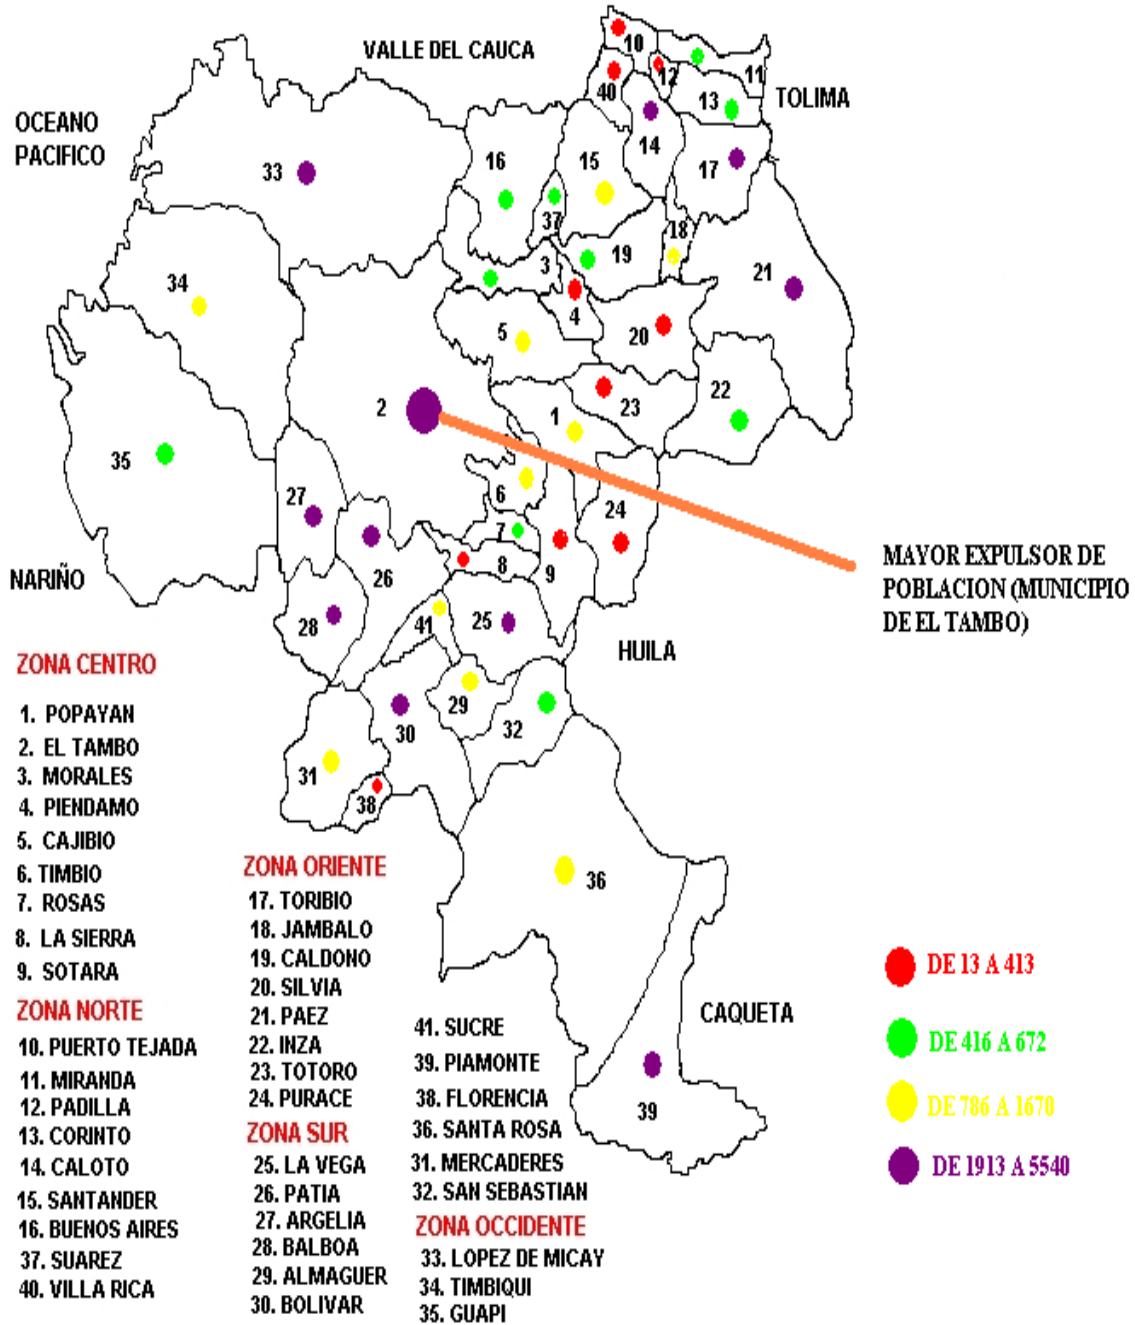 VALLE DEL CAUCA
OCEANO
PACIFICO
TOLIMA
10
11
12
40
13
14
33
16
15
17
37
18
34
3
19
21
4
5
20
2
1
23
22
35
27
6
24
7
8
9
26
28
41
25
NARIÑO
HUILA
MAYOR EXPULSOR DE
POBLACION (MUNICIPIO
DE EL TAMBO)
29
30
32
31
38
36
39
CAQUETA
ZONA CENTRO
1. POPAYAN
2. EL TAMBO
3. MORALES
4. PIENDAMO
5. CAJIBIO
6. TIMBIO
7. ROSAS
8. LA SIERRA
9. SOTARA
ZONA NORTE
10. PUERTO TEJADA
11. MIRANDA
12. PADILLA
13. CORINTO
14. CALOTO
15. SANTANDER
16. BUENOS AIRES
37. SUAREZ
40. VILLA RICA
ZONA ORIENTE
17. TORIBIO
18. JAMBALO
19. CALDONO
20. SILVIA
21. PAEZ
22. INZA
23. TOTORO
24. PURACE
ZONA SUR
25. LA VEGA
26. PATIA
27. ARGELIA
28. BALBOA
29. ALMAGUER
30. BOLIVAR
41. SUCRE
39. PIAMONTE
38. FLORENCIA
36. SANTA ROSA
31. MERCADERES
32. SAN SEBASTIAN
ZONA OCCIDENTE
33. LOPEZ DE MICAY
34. TIMBIQUI
35. GUAPI
DE 13 A 413
DE 416 A 672
DE 786 A 1670
DE 1913 A 5540